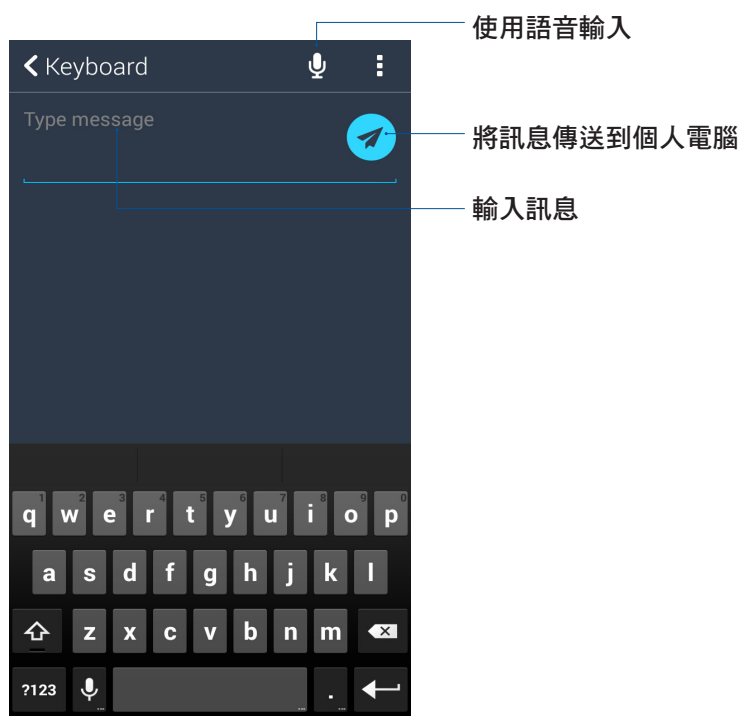 使用語音輸入
Keyboard
Type message
將訊息傳送到個人電腦
輸入訊息
1 2 3 4 5 6 7 8 9 0
q w e r t y u i o p
a s d f g h j k l
z x c v b n m
?123 ... ... . ...